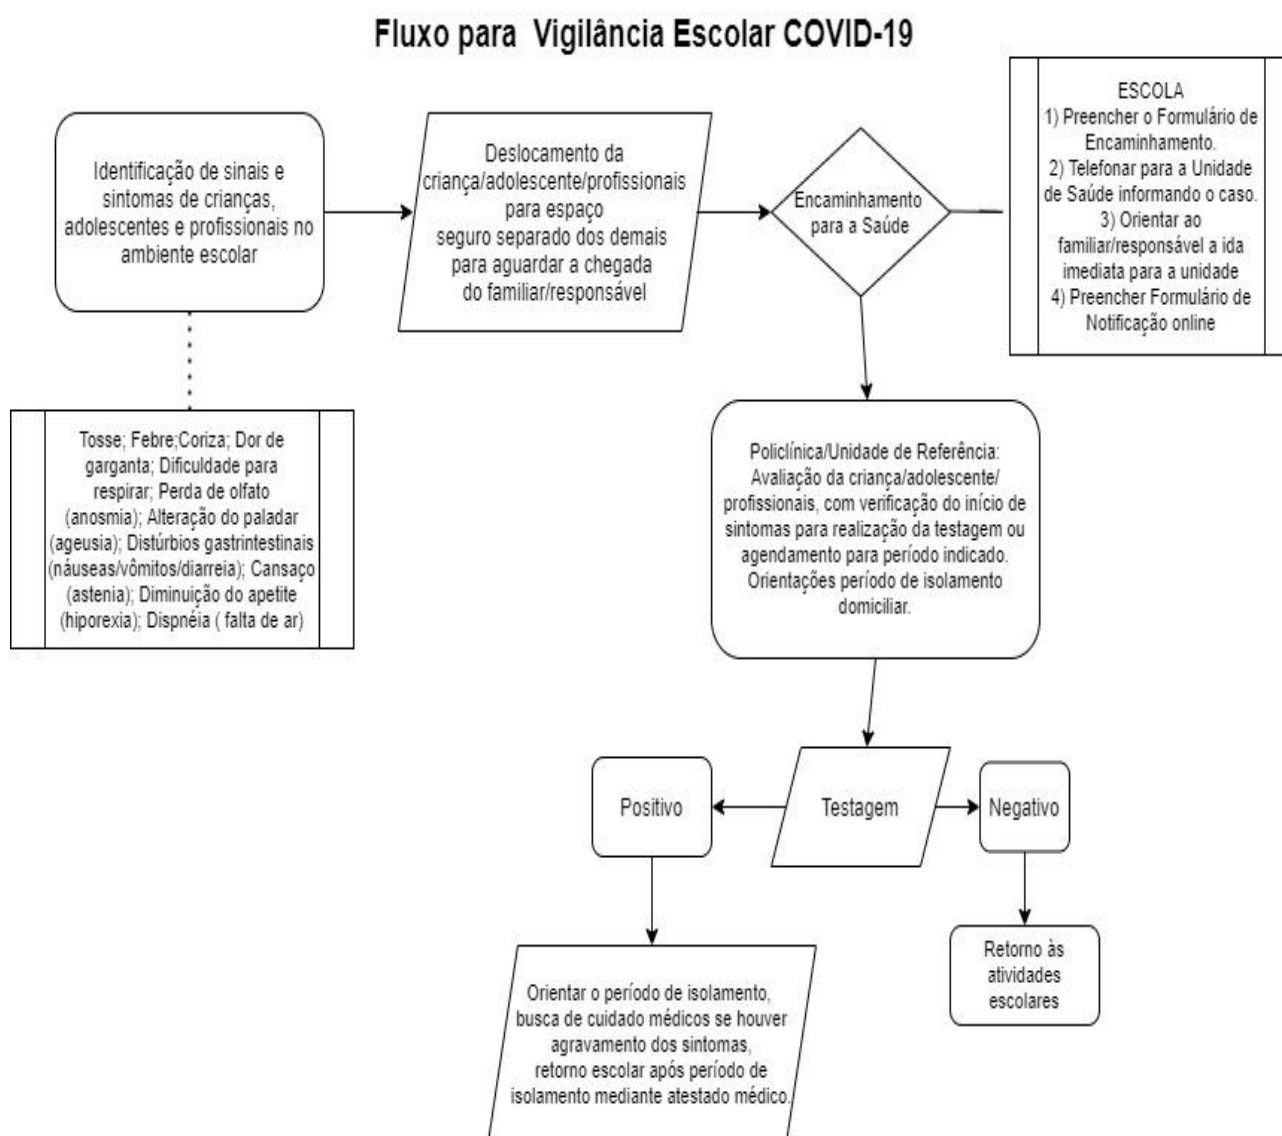 Fluxo para Vigilância Escolar COVID-19
Identificação de sinais e
sintomas de crianças,
adolescentes e profissionais no
ambiente escolar
Deslocamento da
criança/adolescente/profissionais
para espaço
seguro separado dos demais
para aguardar a chegada
do familiar/responsável
Encaminhamento
para a Saúde
ESCOLA
1) Preencher o Formulário de
Encaminhamento.
2) Telefonar para a Unidade
de Saúde informando o caso.
3) Orientar ao
familiar/responsável a ida
imediata para a unidade
4) Preencher Formulário de
Notificação online
Tosse; Febre;Coriza; Dor de
garganta; Dificuldade para
respirar; Perda de olfato
(anosmia); Alteração do paladar
(ageusia); Distúrbios gastrintestinais
(náuseas/vômitos/diarreia); Cansaço
(astenia); Diminuição do apetite
(hiporexia); Dispnéia ( falta de ar)
Policlínica/Unidade de Referência:
Avaliação da criança/adolescente/
profissionais, com verificação do início de
sintomas para realização da testagem ou
agendamento para período indicado.
Orientações período de isolamento
domiciliar.
Positivo
Testagem
Negativo
Orientar o período de isolamento,
busca de cuidado médicos se houver
agravamento dos sintomas,
retorno escolar após período de
isolamento mediante atestado médico.
Retorno às
atividades
escolares